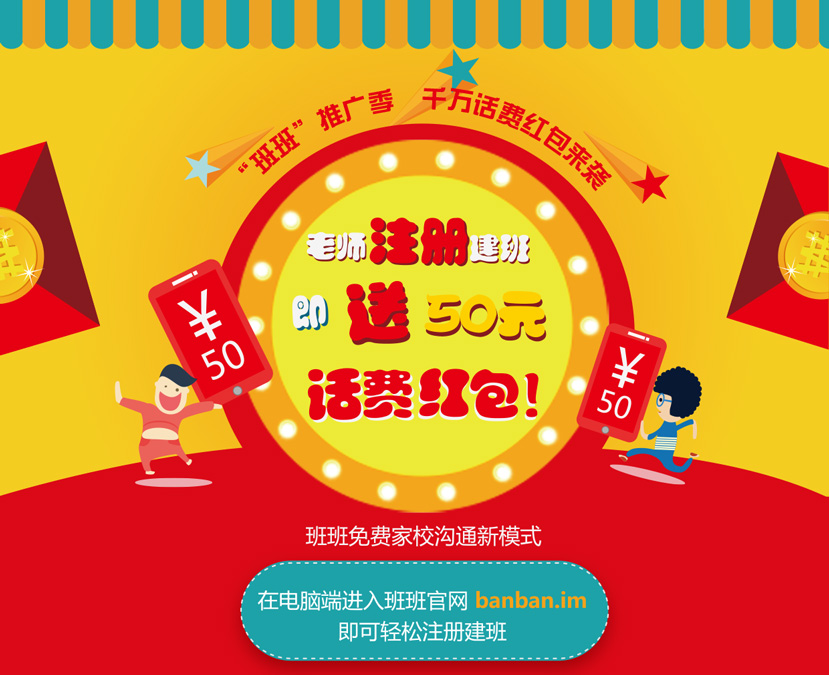 “班班”推广季 千万话费红包来袭
老师注册建班
即送50元
话费红包!
¥
50
¥
50
班班免费家校沟通新模式
在电脑端进入班班官网 banban.im
即可轻松注册建班